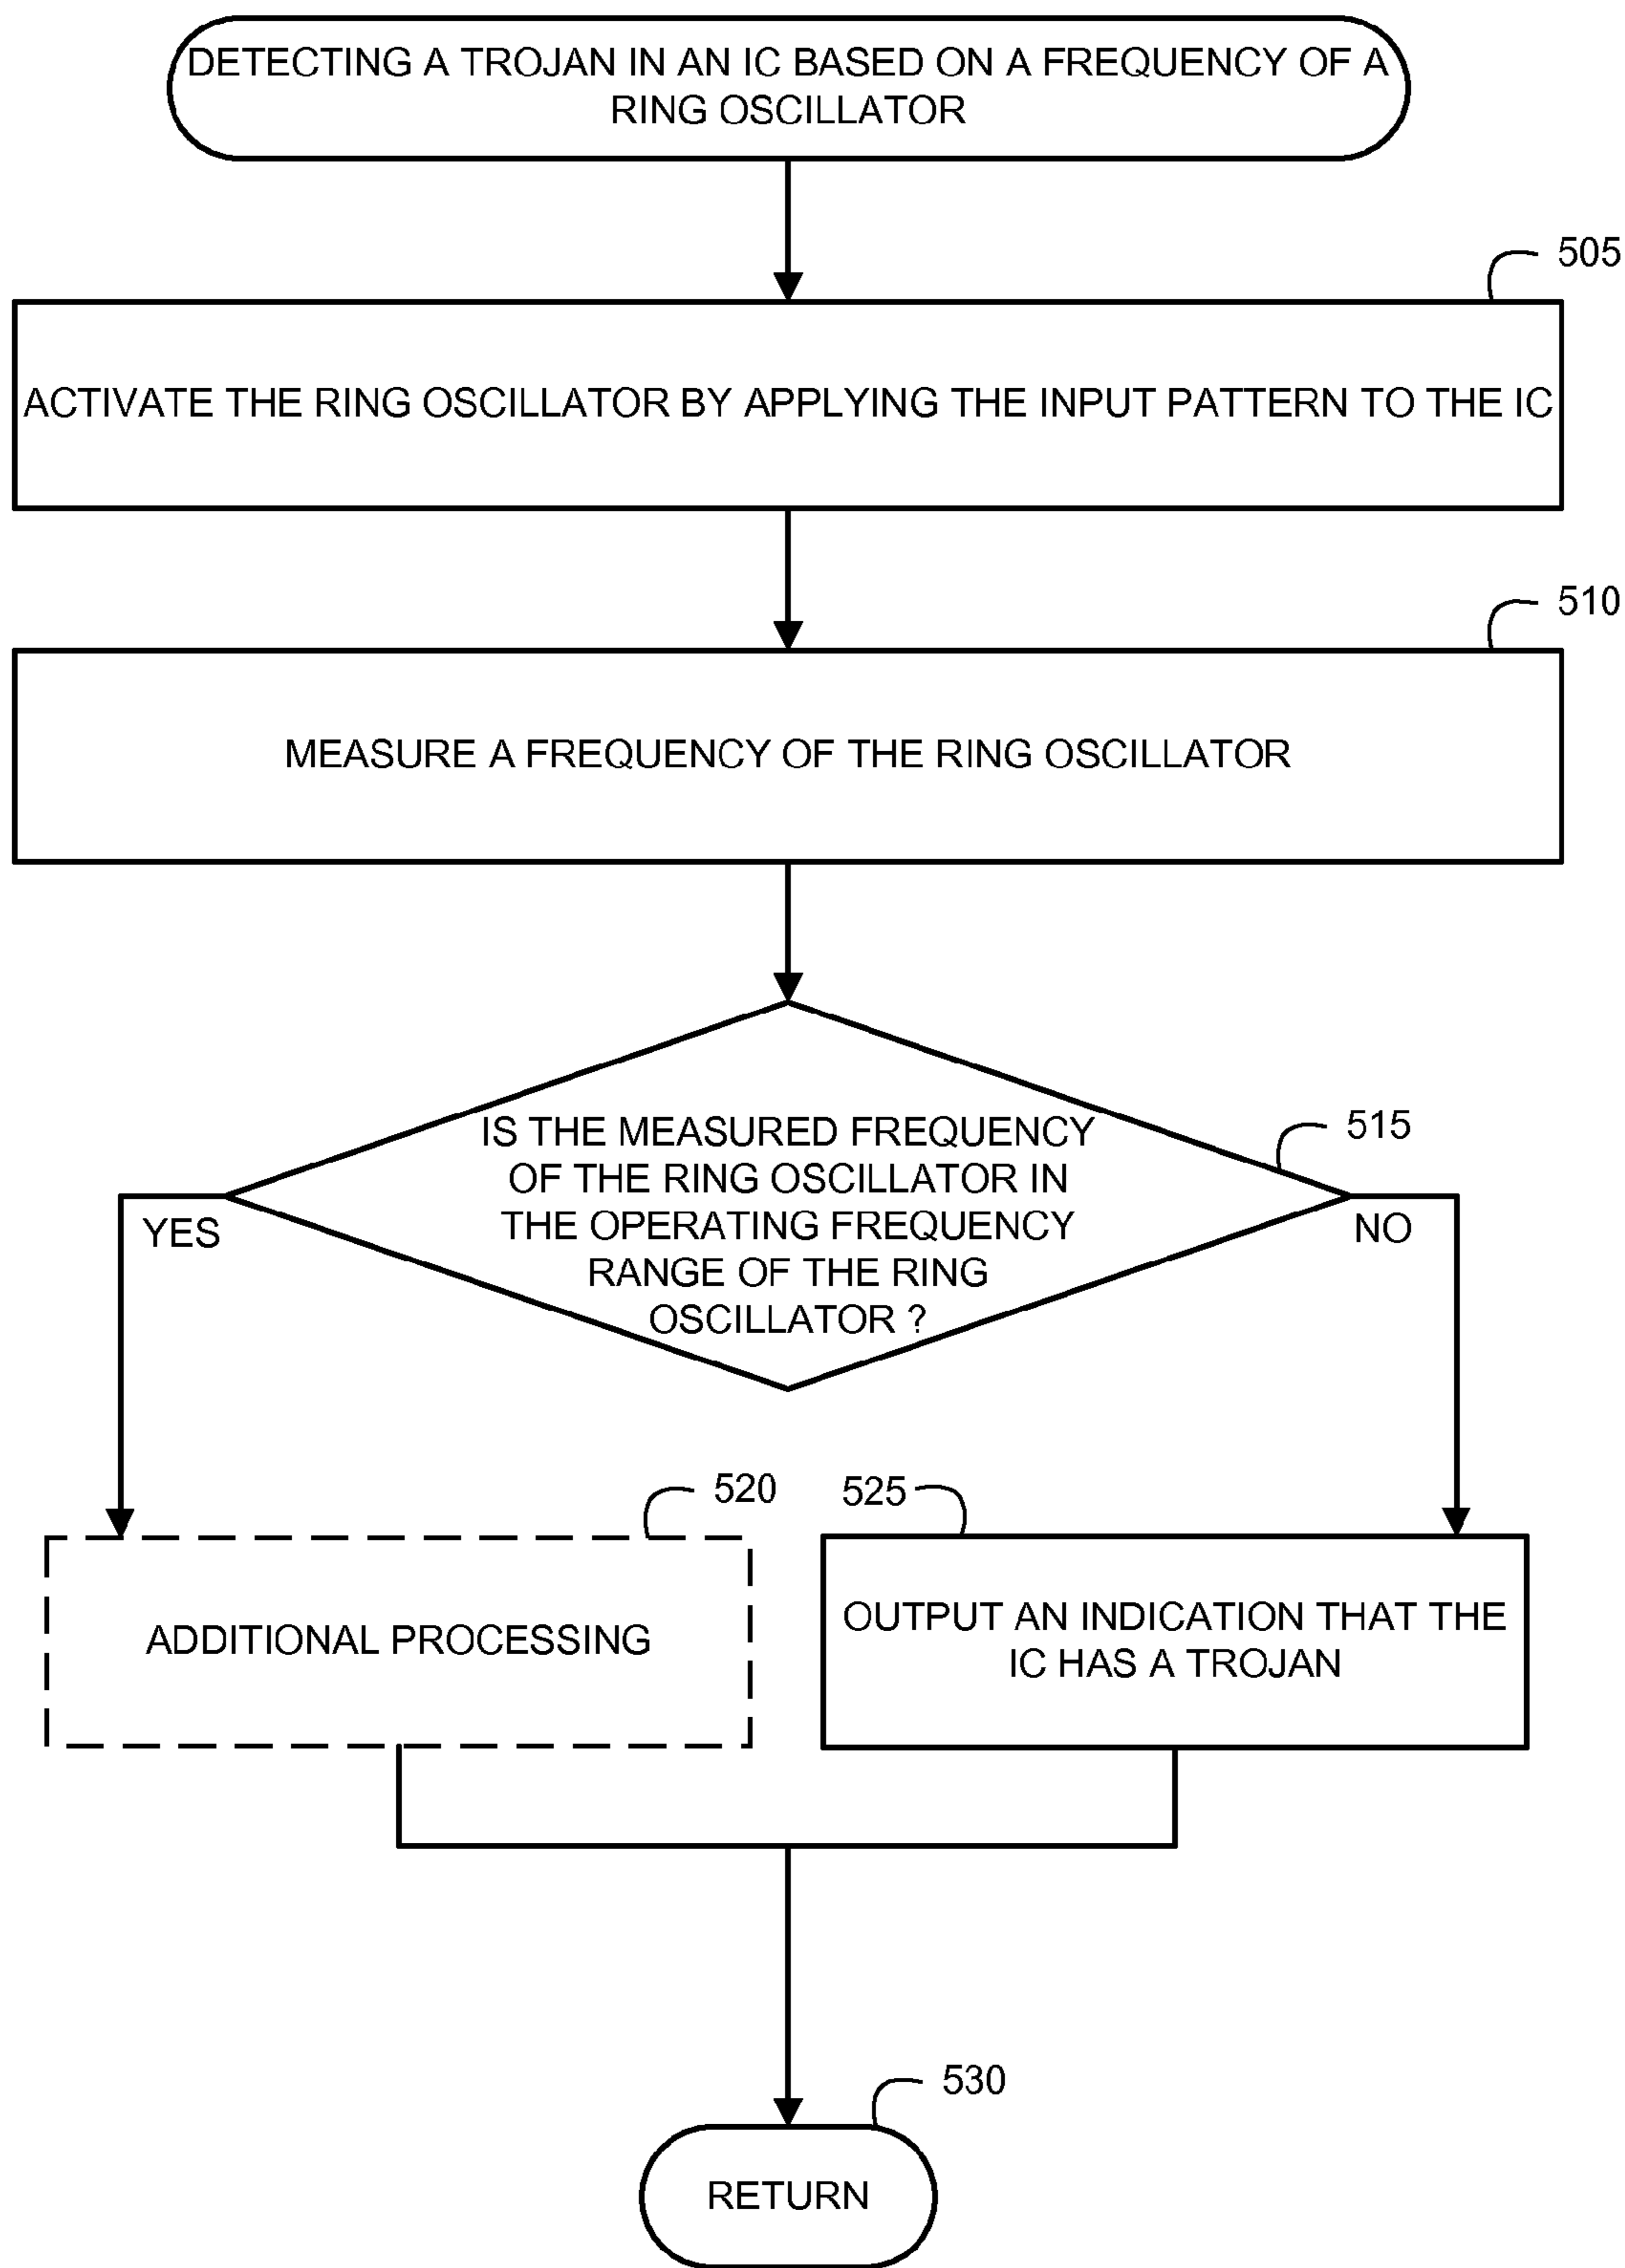 DETECTING A TROJAN IN AN IC BASED ON A FREQUENCY OF A
RING OSCILLATOR
505
ACTIVATE THE RING OSCILLATOR BY APPLYING THE INPUT PATTERN TO THE IC
510
MEASURE A FREQUENCY OF THE RING OSCILLATOR
IS THE MEASURED FREQUENCY
OF THE RING OSCILLATOR IN
THE OPERATING FREQUENCY
RANGE OF THE RING
OSCILLATOR ?
515
YES
NO
520
525
ADDITIONAL PROCESSING
OUTPUT AN INDICATION THAT THE
IC HAS A TROJAN
530
RETURN